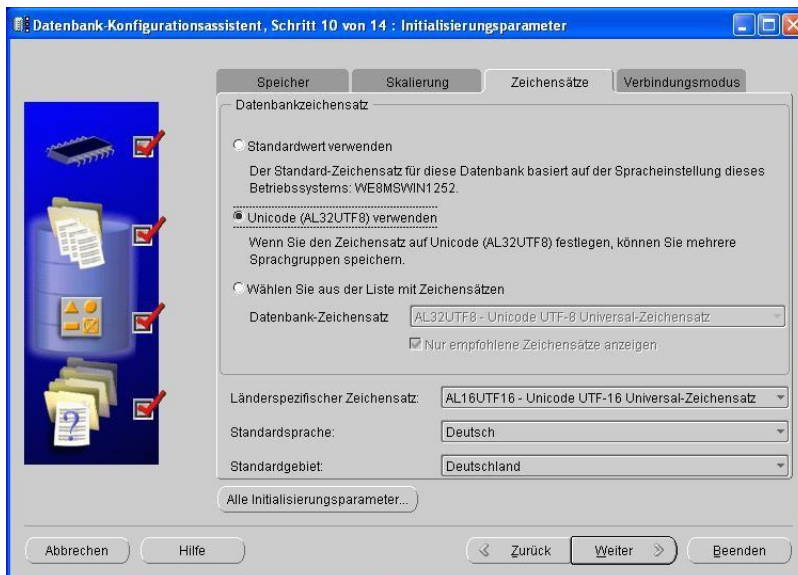 Datenbank-Konfigurationsassistent, Schritt 10 von 14 : Initialisierungsparameter
Speicher
Skalierung
Zeichensätze
Verbindungsmodus
Datenbankzeichensatz
Standardwert verwenden
Der Standard-Zeichensatz für diese Datenbank basiert auf der Spracheinstellung dieses
Betriebssystems: WE8MSWIN1252.
Unicode (AL32UTF8) verwenden
Wenn Sie den Zeichensatz auf Unicode (AL32UTF8) festlegen, können Sie mehrere
Sprachgruppen speichern.
Wählen Sie aus der Liste mit Zeichensätzen
Datenbank-Zeichensatz
AL32UTF8 - Unicode UTF-8 Universal-Zeichensatz
Nur empfohlene Zeichensätze anzeigen
Länderspezifischer Zeichensatz:
AL16UTF16 - Unicode UTF-16 Universal-Zeichensatz
Standardsprache:
Deutsch
Standardgebiet:
Deutschland
Alle Initialisierungsparameter...
Abbrechen
Hilfe
Zurück
Weiter
Beenden
?